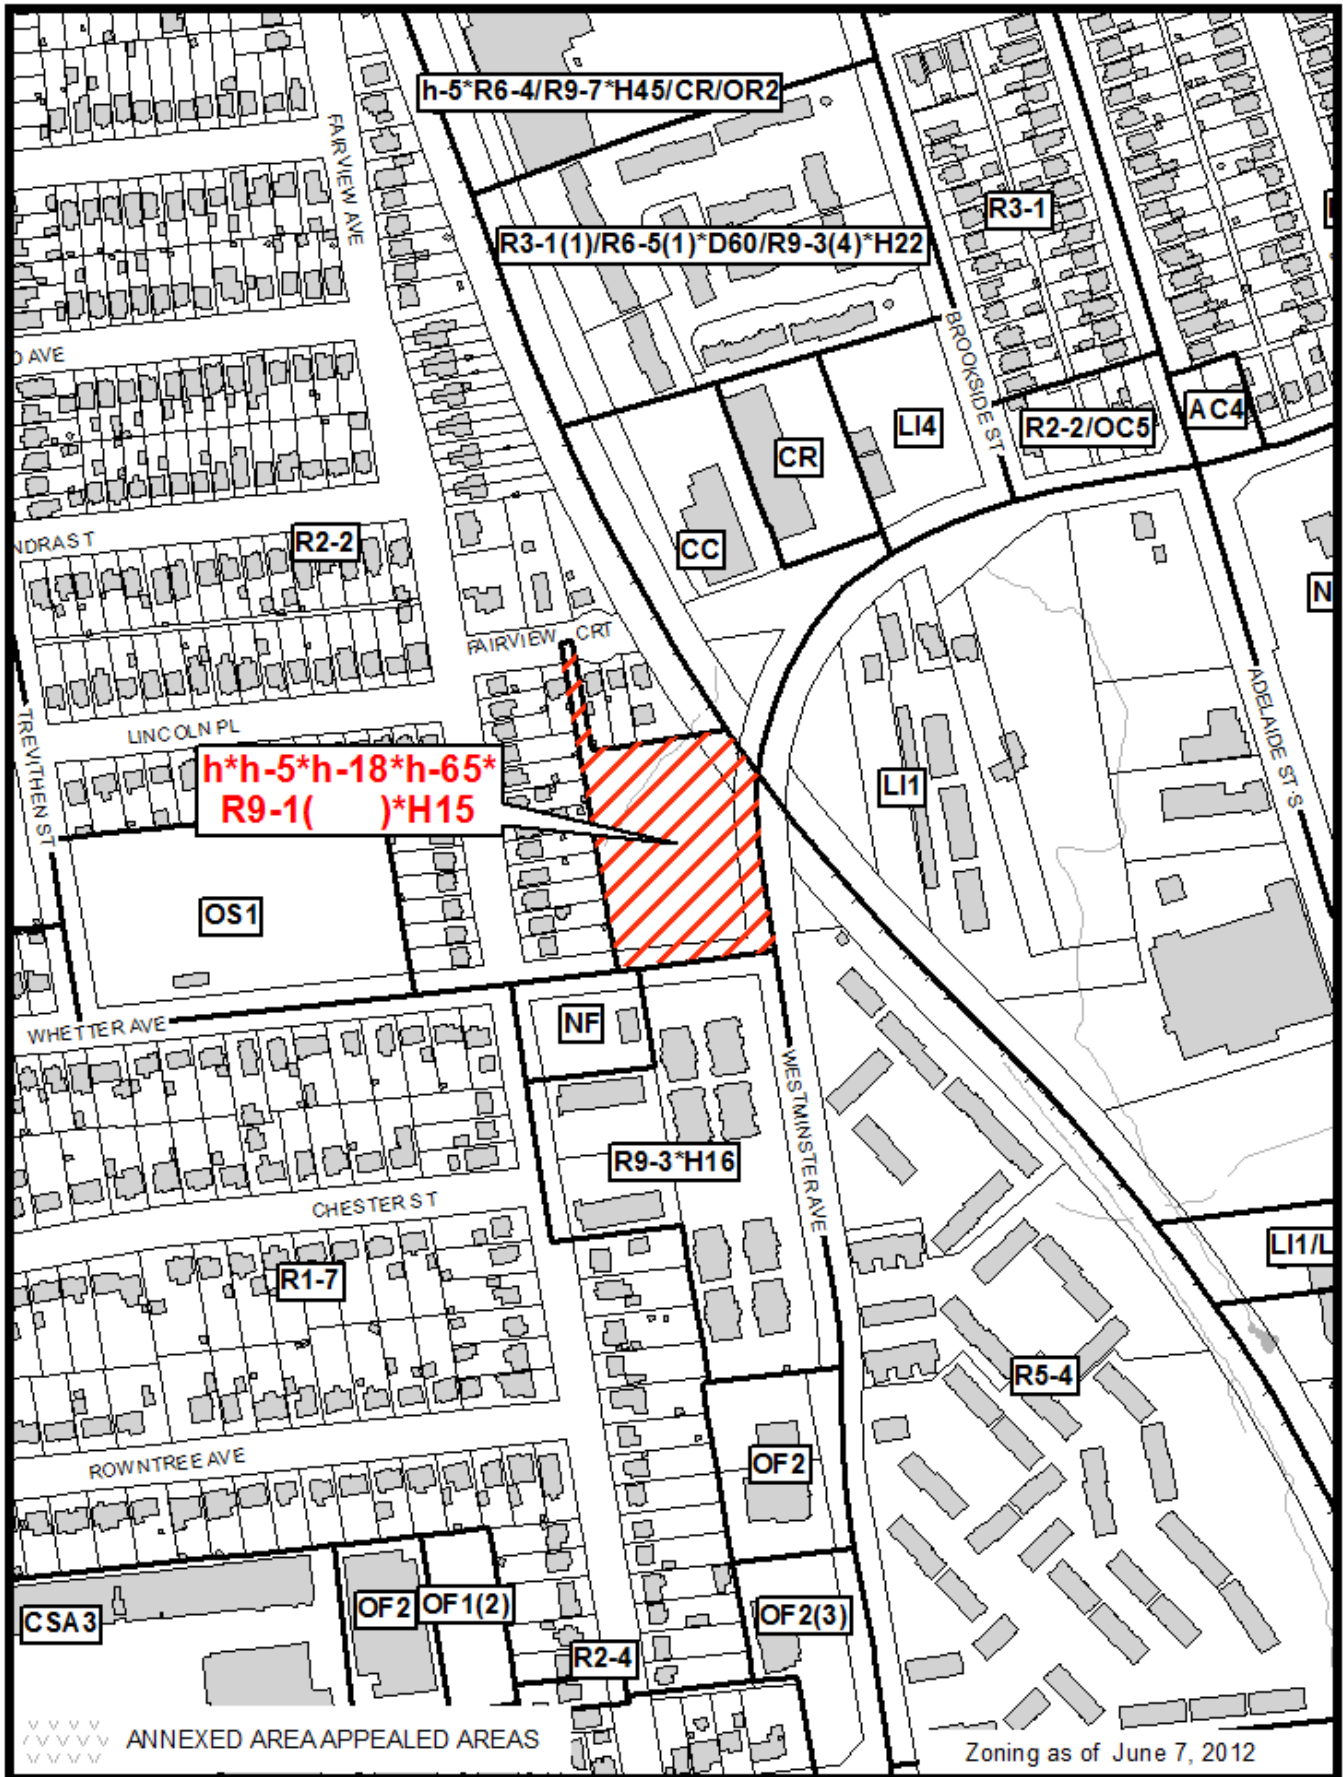 h-5*R6-4/R9-7*H45/CR/OR2
FAIRVIEW AVE
R3-1
R3-1(1)/R6-5(1)*D60/R9-3(4)*H22
BROOKSIDE ST
AVE
AC4
R2-2/OC5
LI4
CR
R2-2
CC
N
FAIRVIEW CRT
ADELAIDE ST S
TREVITHEN ST
LINCOLN PL
h*h-5*h-18*h-65*
R9-1( )*H15
LI1
OS1
NF
WHETTER AVE
WESTMINSTER AVE
R9-3*H16
CHESTER ST
LI1/L
R1-7
R5-4
ROWNTREE AVE
OF2
CSA3
OF2
OF1(2)
OF2(3)
R2-4
ANNEXED AREA APPEALED AREAS
Zoning as of June 7, 2012